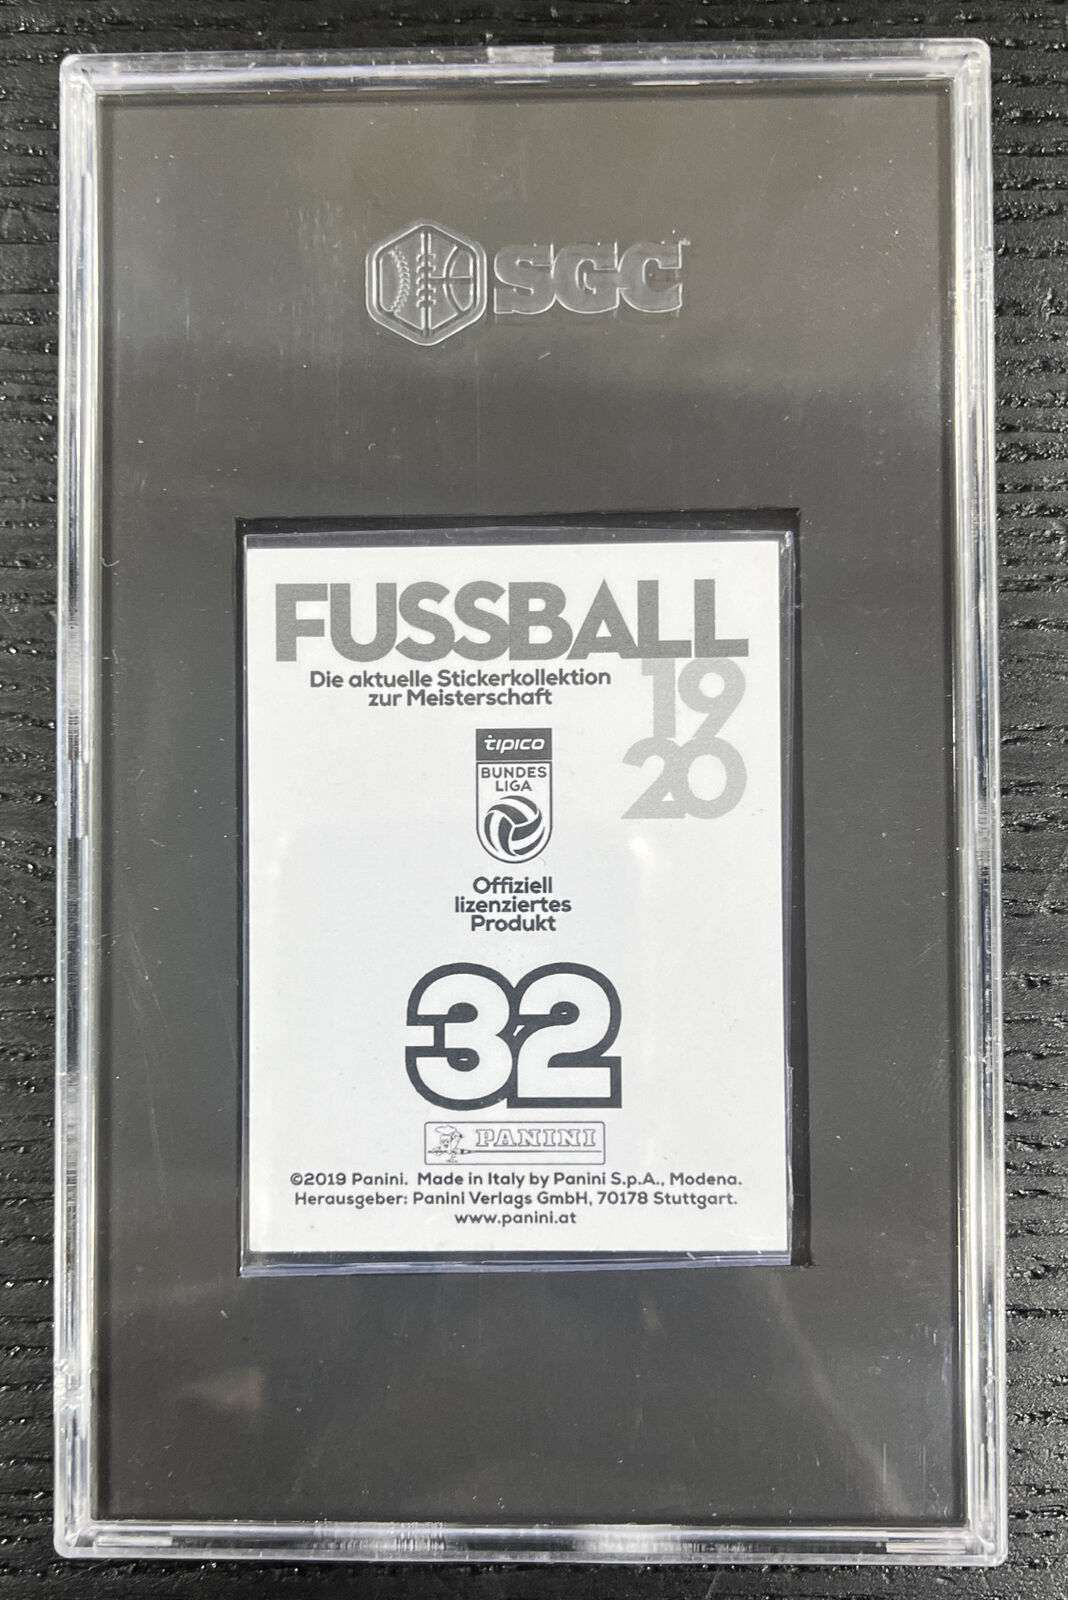 SGC
FUSSBALL
Die aktuelle Stickerkollektion
zur Meisterschaft
19
20
tipico
BUNDES
LIGA
Offiziell
lizenziertes
Produkt
32
PANINI
©2019 Panini. Made in Italy by Panini S.p.A., Modena.
Herausgeber: Panini Verlags GmbH, 70178 Stuttgart.
www.panini.at